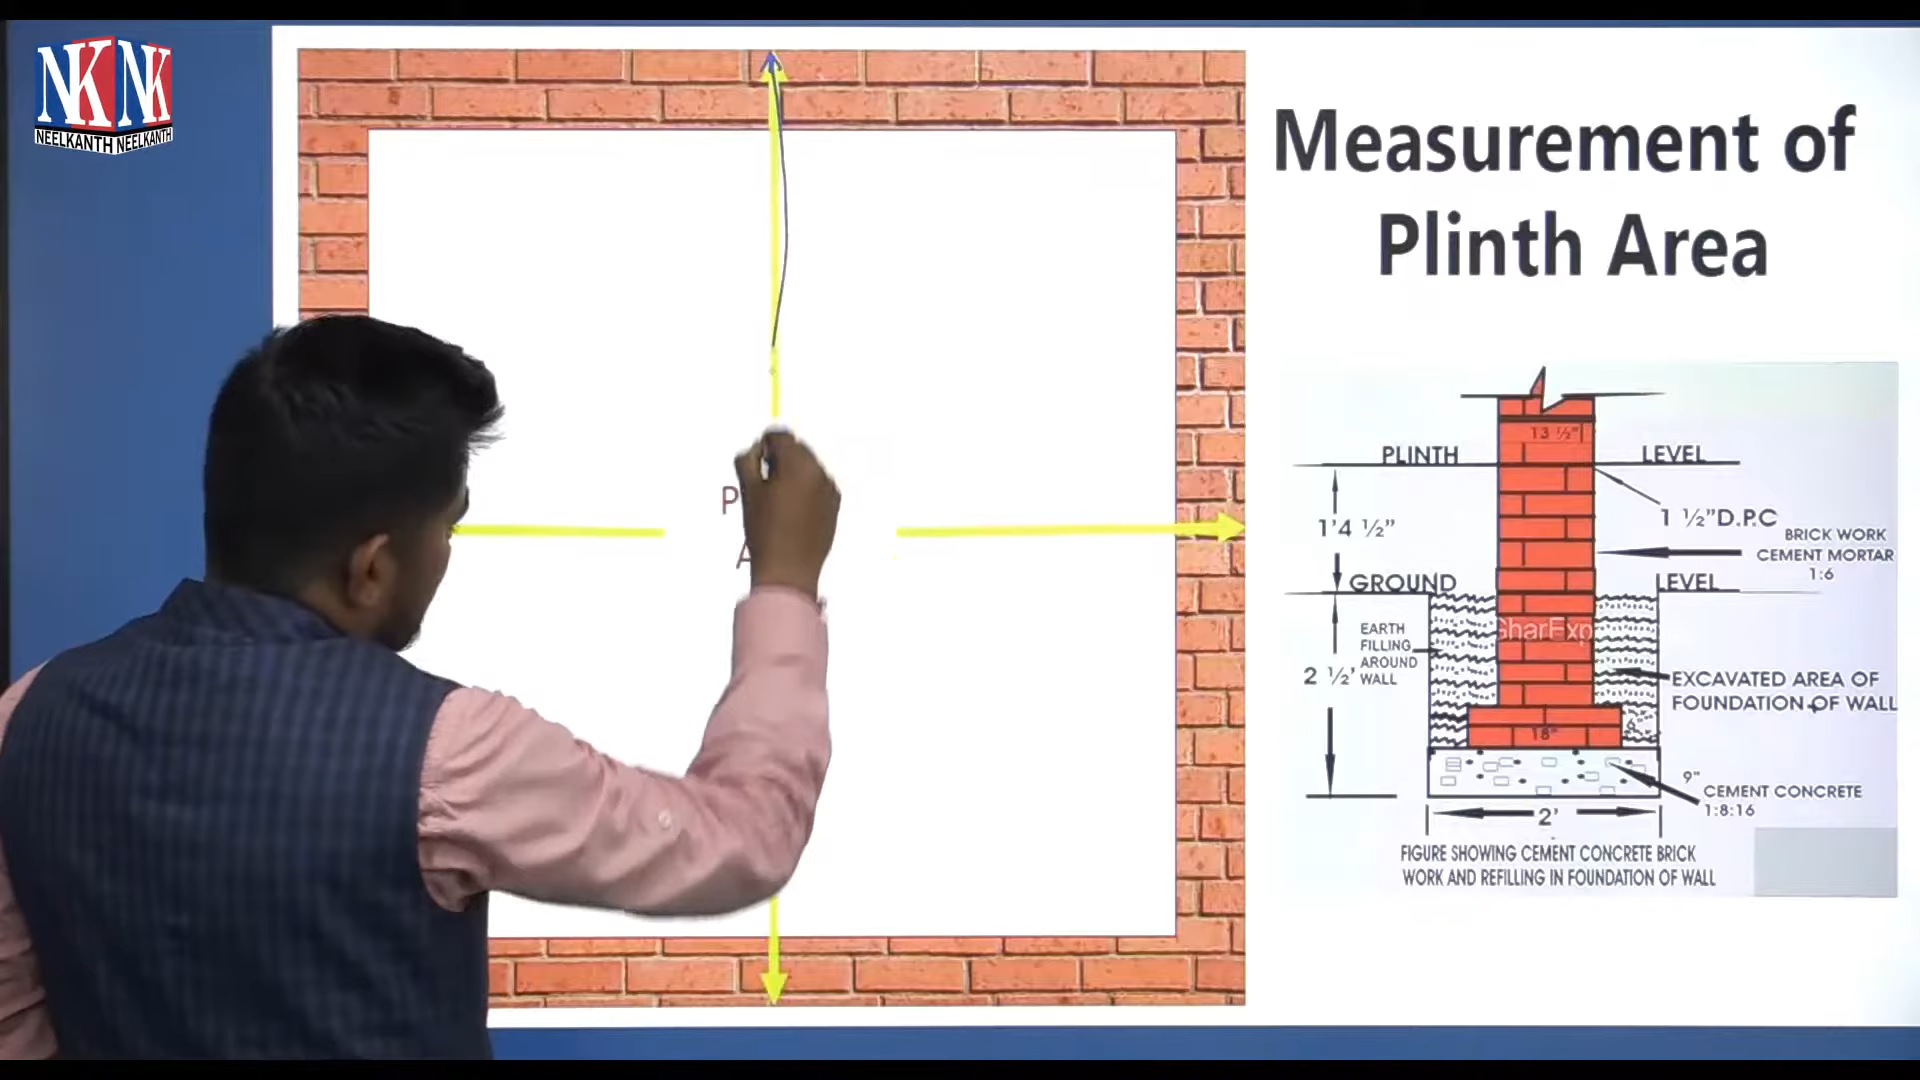 NKNK
NEELKANTH NEELKANTH
Measurement of
Plinth Area
P
A
13 ½"
PLINTH LEVEL
1'4 ½"
1 ½"D.P.C
BRICK WORK
CEMENT MORTAR
1:6
GROUND LEVEL
EARTH
FILLING
AROUND
WALL
2 ½'
GharExp
EXCAVATED AREA OF
FOUNDATION OF WALL
6"
18"
9"
CEMENT CONCRETE
1:8:16
2'
FIGURE SHOWING CEMENT CONCRETE BRICK
WORK AND REFILLING IN FOUNDATION OF WALL